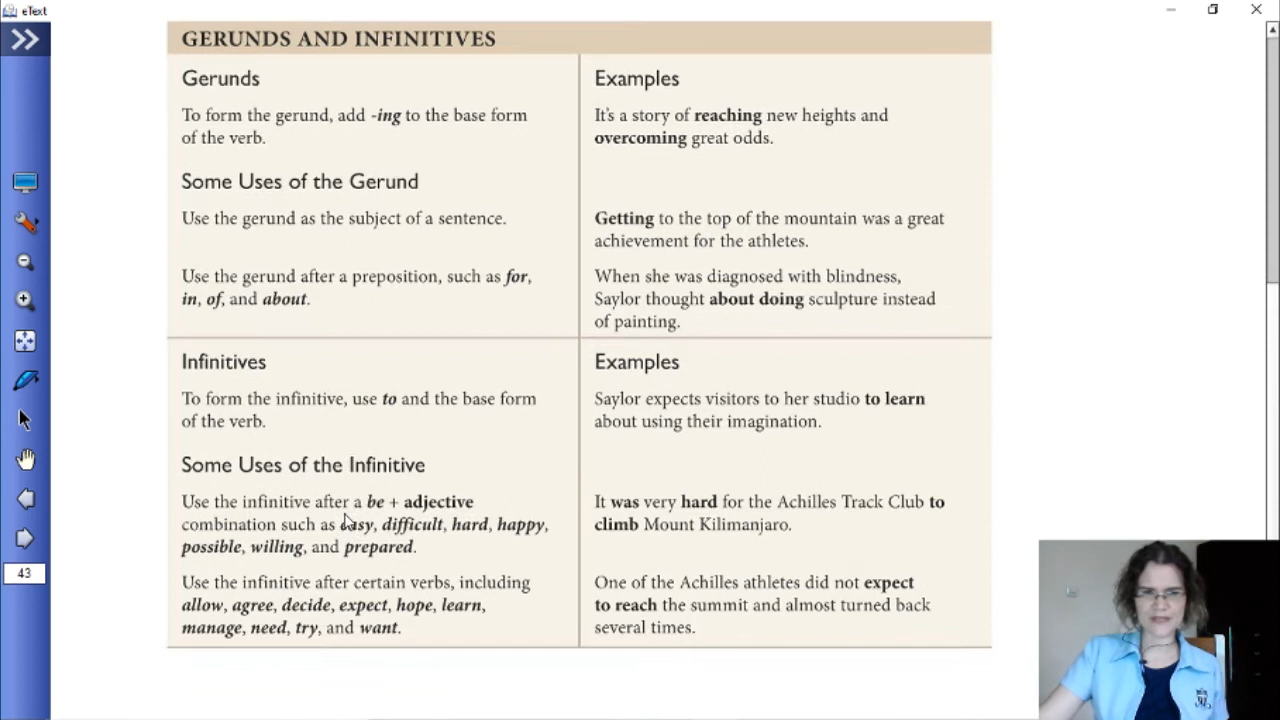 eText
GERUNDS AND INFINITIVES
Gerunds
To form the gerund, add -ing to the base form
of the verb.
Examples
It's a story of reaching new heights and
overcoming great odds.
Some Uses of the Gerund
Use the gerund as the subject of a sentence.
Getting to the top of the mountain was a great
achievement for the athletes.
Use the gerund after a preposition, such as for,
in, of, and about.
When she was diagnosed with blindness,
Saylor thought about doing sculpture instead
of painting.
Infinitives
To form the infinitive, use to and the base form
of the verb.
Examples
Saylor expects visitors to her studio to learn
about using their imagination.
Some Uses of the Infinitive
Use the infinitive after a be + adjective
combination such as easy, difficult, hard, happy,
possible, willing, and prepared.
It was very hard for the Achilles Track Club to
climb Mount Kilimanjaro.
Use the infinitive after certain verbs, including
allow, agree, decide, expect, hope, learn,
manage, need, try, and want.
One of the Achilles athletes did not expect
to reach the summit and almost turned back
several times.
43